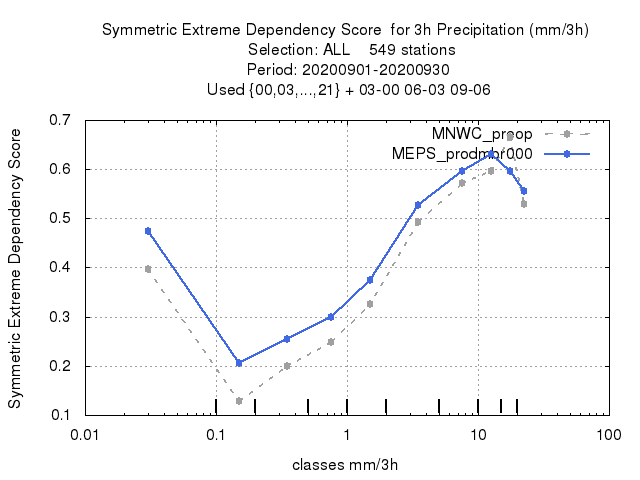 Symmetric Extreme Dependency Score for 3h Precipitation (mm/3h)
Selection: ALL 549 stations
Period: 20200901-20200930
Used {00,03,...,21} + 03-00 06-03 09-06
Symmetric Extreme Dependency Score
0.7
0.6
0.5
0.4
0.3
0.2
0.1
MNWC_prεop
MEPS_prodmbr000
0.01
0.1
1
10
100
classes mm/3h